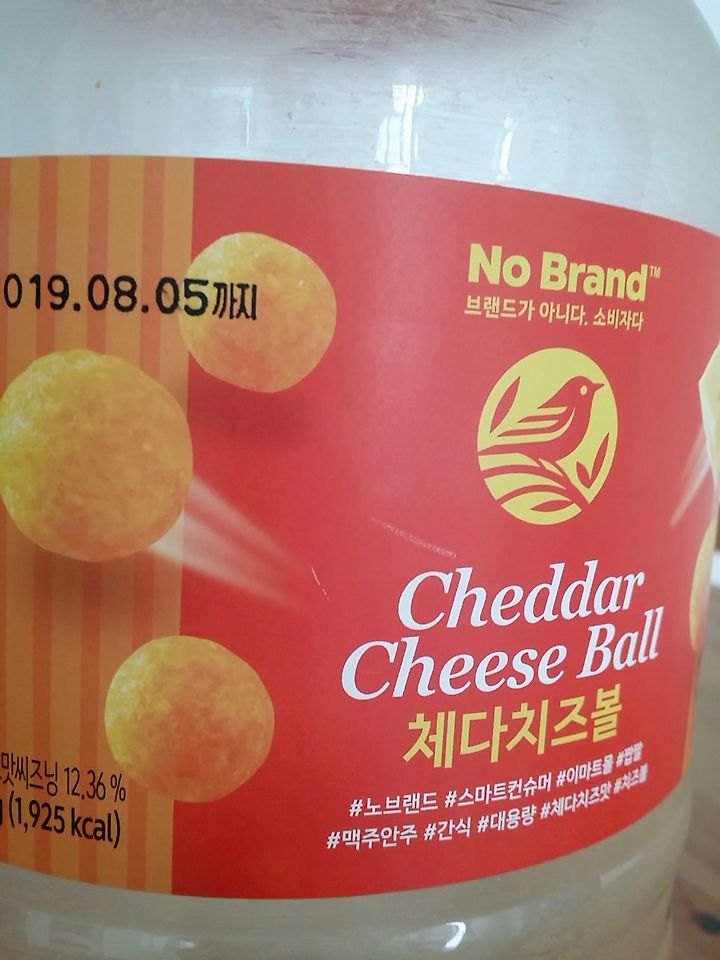 No Brand™
브랜드가 아니다. 소비자다
019.08.05까지
Cheddar
Cheese Ball
체다치즈볼
맛씨즈닝 12.36 %
(1,925 kcal)
#노브랜드 #스마트컨슈머 #이마트몰 #짭짤
#맥주안주 #간식 #대용량 #체다치즈맛 #치즈볼